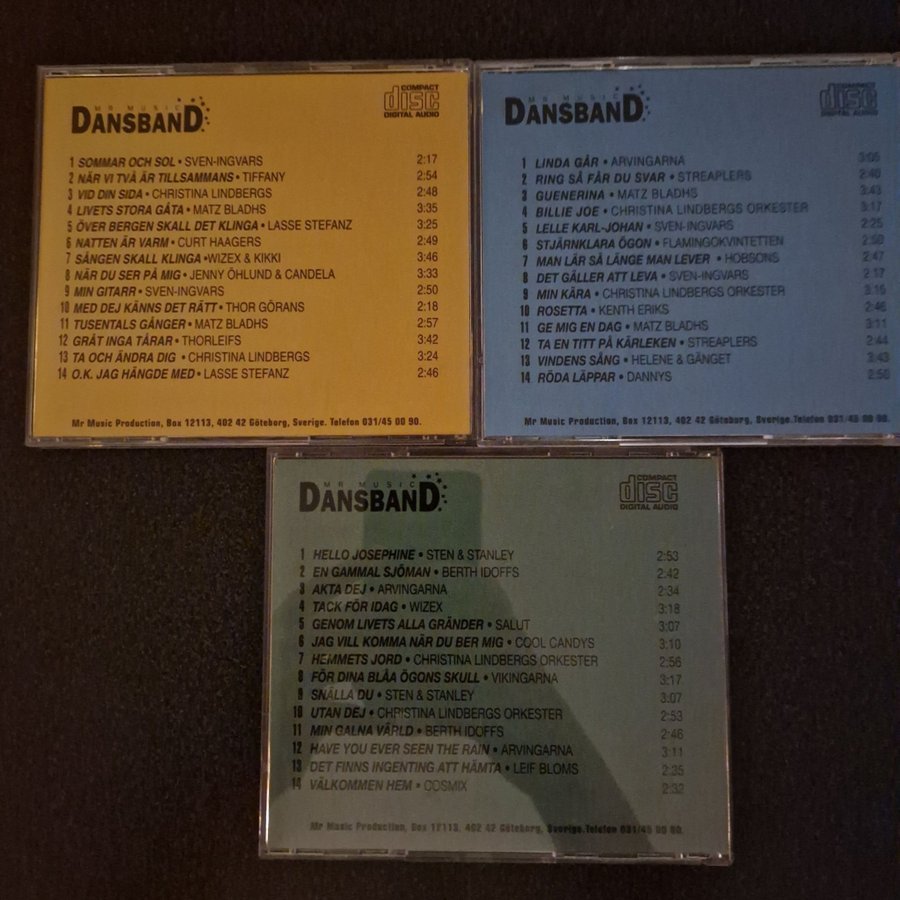 MR MUSIC
DANSBAND
COMPACT
disc
DIGITAL AUDIO
1 SOMMAR OCH SOL • SVEN-INGVARS 2:17
2 NÄR VI TVÅ ÄR TILLSAMMANS • TIFFANY 2:54
3 VID DIN SIDA • CHRISTINA LINDBERGS 2:48
4 LIVETS STORA GÅTA • MATZ BLADHS 3:35
5 ÖVER BERGEN SKALL DET KLINGA • LASSE STEFANZ 3:25
6 NATTEN ÄR VARM • CURT HAAGERS 2:49
7 SÅNGEN SKALL KLINGA •WIZEX & KIKKI 3:46
8 NÄR DU SER PÅ MIG • JENNY ÖHLUND & CANDELA 3:33
9 MIN GITARR • SVEN-INGVARS 2:50
10 MED DEJ KÄNNS DET RÄTT • THOR GÖRANS 2:18
11 TUSENTALS GÅNGER • MATZ BLADHS 2:57
12 GRÅT INGA TÅRAR • THORLEIFS 3:42
13 TA OCH ÄNDRA DIG • CHRISTINA LINDBERGS 3:24
14 O.K. JAG HÄNGDE MED • LASSE STEFANZ 2:46
Mr Music Production, Box 12113, 402 42 Göteborg, Sverige. Telefon 031/45 00 90.
MR MUSIC
DANSBAND
COMPACT
disc
DIGITAL AUDIO
1 LINDA GÅR • ARVINGARNA 3:05
2 RING SÅ FÅR DU SVAR • STREAPLERS 2:40
3 GUENERINA • MATZ BLADHS 3:43
4 BILLIE JOE • CHRISTINA LINDBERGS ORKESTER 3:17
5 LELLE KARL-JOHAN • SVEN-INGVARS 2:25
6 STJÄRNKLARA ÖGON • FLAMINGOKVINTETTEN
7 MAN LÄR SÅ LÄNGE MAN LEVER • HOBSONS 2:47
8 DET GÄLLER ATT LEVA • SVEN-INGVARS 2:17
9 MIN KÄRA • CHRISTINA LINDBERGS ORKESTER
10 ROSETTA • KENTH ERIKS 2:46
11 GE MIG EN DAG • MATZ BLADHS 3:11
12 TA EN TITT PÅ KÄRLEKEN • STREAPLERS 2:44
13 VINDENS SÅNG • HELENE & GÄNGET 3:43
14 RÖDA LÄPPAR • DANNYS
Mr Music Production, Box 12113, 402 42 Göteborg, Sverige.Telefon 031/45 00 90.
MR MUSIC
DANSBAND
COMPACT
disc
DIGITAL AUDIO
1 HELLO JOSEPHINE • STEN & STANLEY 2:53
2 EN GAMMAL SJÖMAN • BERTH IDOFFS 2:42
3 AKTA DEJ • ARVINGARNA 2:34
4 TACK FÖR IDAG • WIZEX 3:18
5 GENOM LIVETS ALLA GRÄNDER • SALUT 3:07
6 JAG VILL KOMMA NÄR DU BER MIG • COOL CANDYS 3:10
7 HEMMETS JORD • CHRISTINA LINDBERGS ORKESTER 2:56
8 FÖR DINA BLÅA ÖGONS SKULL • VIKINGARNA 3:17
9 SNÄLLA DU • STEN & STANLEY 3:07
10 UTAN DEJ • CHRISTINA LINDBERGS ORKESTER 2:53
11 MIN GALNA VÄRLD • BERTH IDOFFS 2:46
12 HAVE YOU EVER SEEN THE RAIN • ARVINGARNA 3:11
13 DET FINNS INGENTING ATT HÄMTA • LEIF BLOMS 2:35
14 VÄLKOMMEN HEM • COSMIX 2:32
Mr Music Production, Box 12113, 402 42 Göteborg, Sverige.Telefon 031/45 00 90.